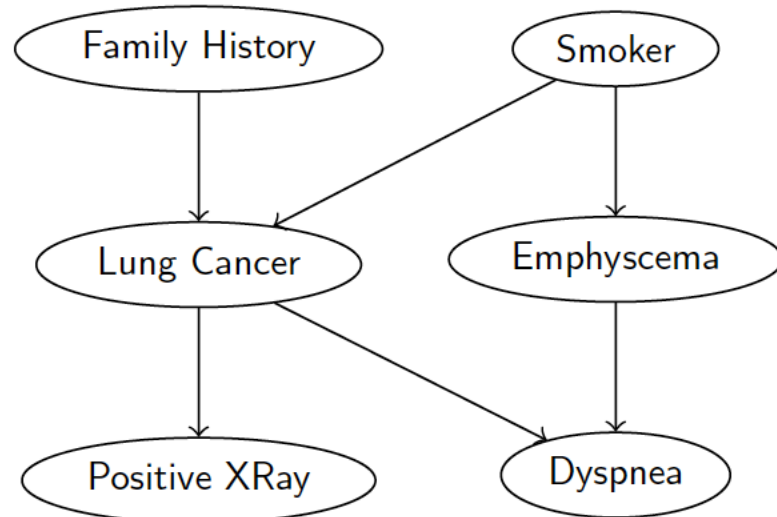 Family History
Smoker
Lung Cancer
Emphyscema
Positive XRay
Dyspnea